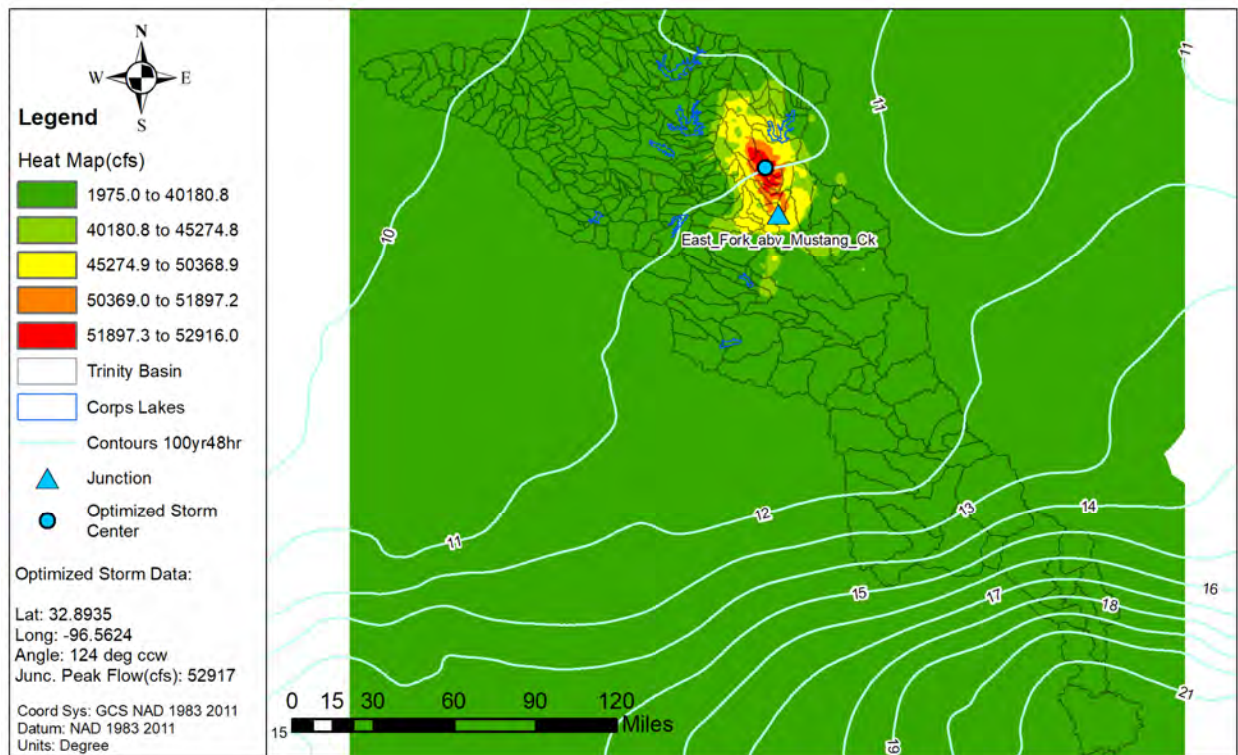 N
W E
S
Legend
Heat Map(cfs)
1975.0 to 40180.8
40180.8 to 45274.8
45274.9 to 50368.9
50369.0 to 51897.2
51897.3 to 52916.0
Trinity Basin
Corps Lakes
Contours 100yr48hr
Junction
Optimized Storm
Center
Optimized Storm Data:
Lat: 32.8935
Long: -96.5624
Angle: 124 deg ccw
Junc. Peak Flow(cfs): 52917
Coord Sys: GCS NAD 1983 2011
Datum: NAD 1983 2011
Units: Degree
11
11
10
East_Fork_abv_Mustang_Ck
12
13
14
11
15
16
17
18
21
19
20
15
0 15 30 60 90 120
Miles